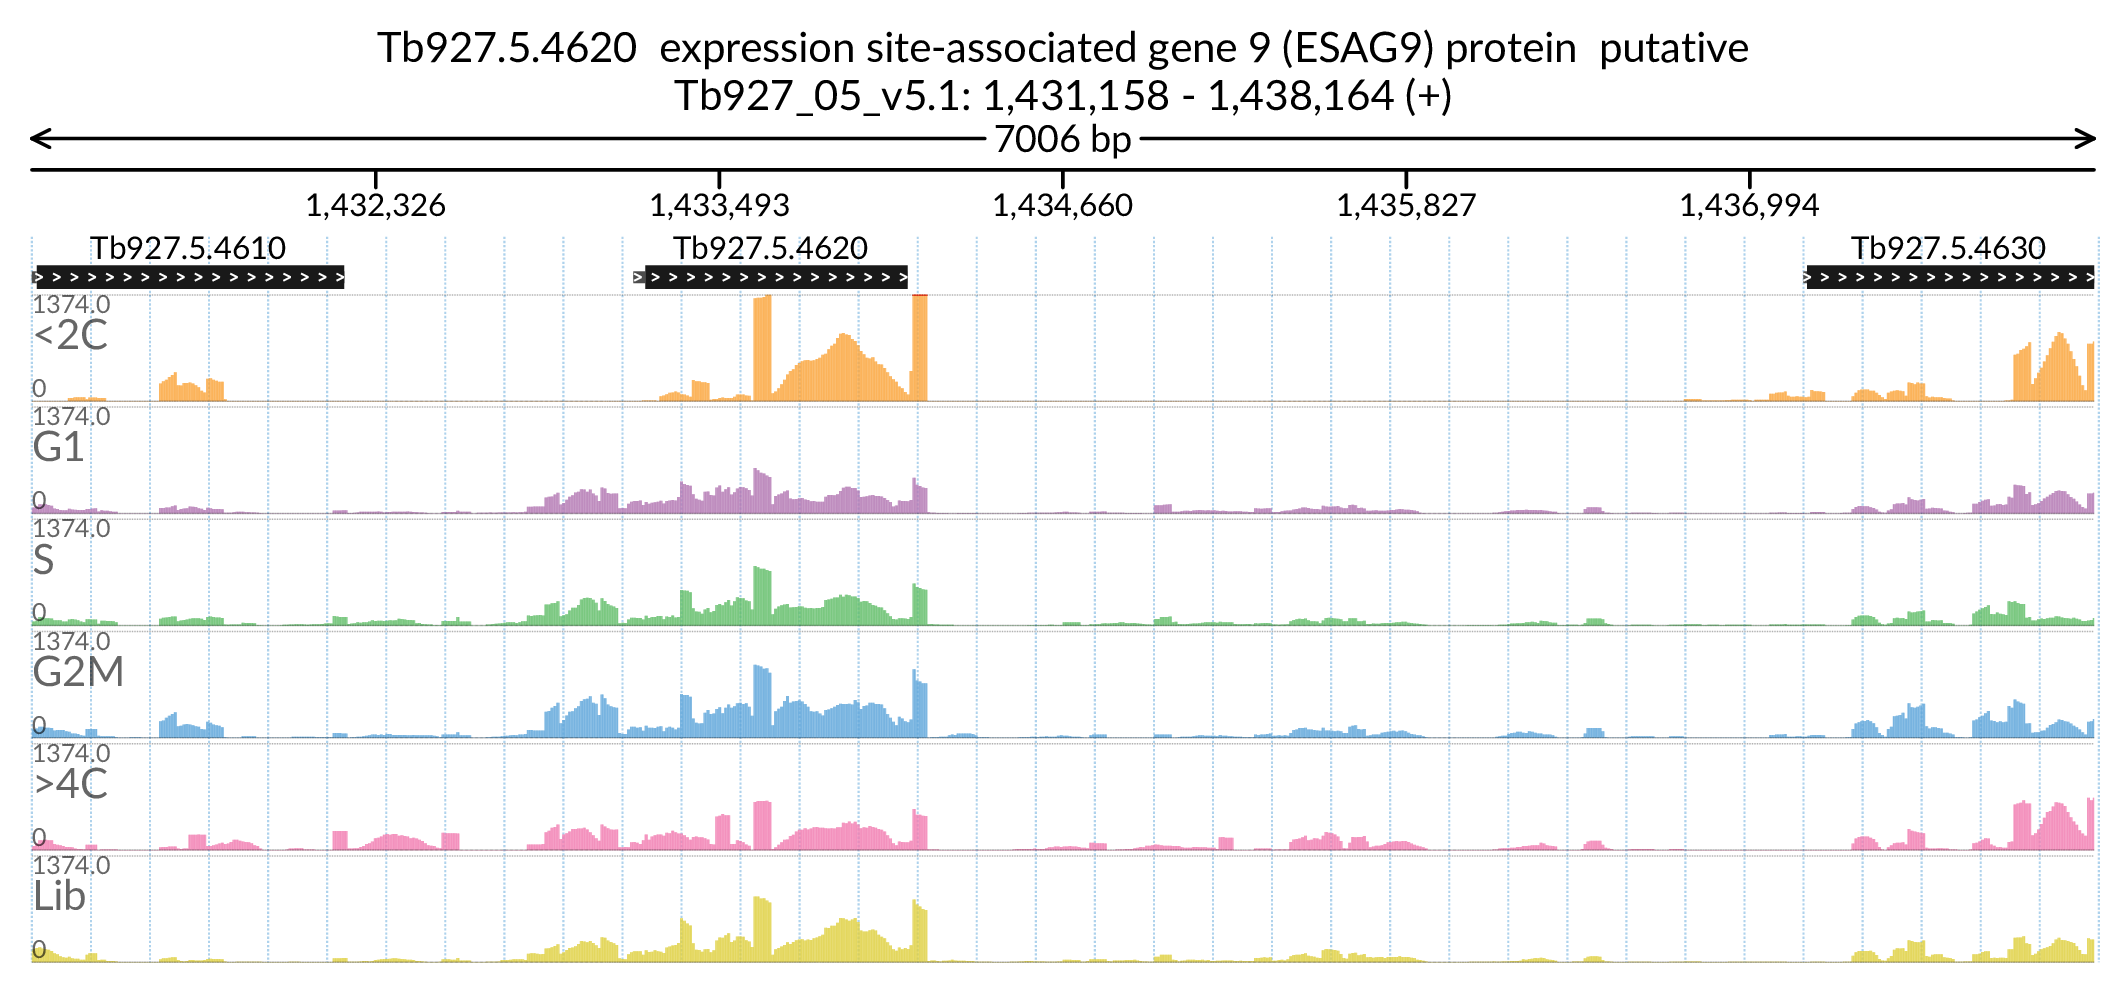 Tb927.5.4620  expression site-associated gene 9 (ESAG9) protein  putative
Tb927_05_v5.1: 1,431,158 - 1,438,164 (+)
7006 bp
1,432,326 1,433,493 1,434,660 1,435,827 1,436,994
Tb927.5.4610 Tb927.5.4620 Tb927.5.4630
1374.0
<2C
0
1374.0
G1
0
1374.0
S
0
1374.0
G2M
0
1374.0
>4C
0
1374.0
Lib
0